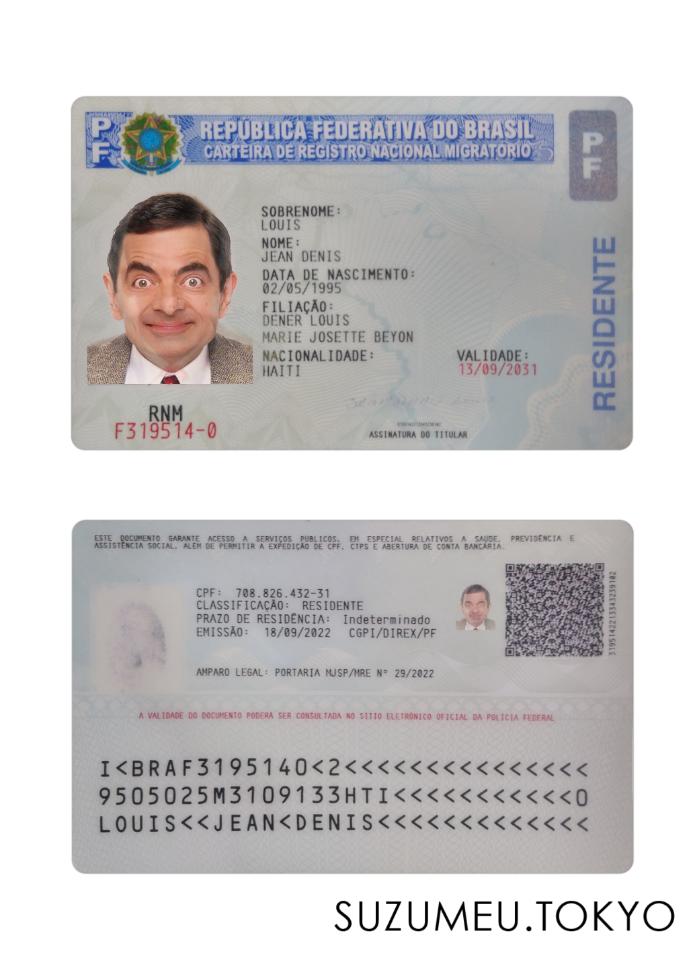 PF
REPÚBLICA FEDERATIVA DO BRASIL
CARTEIRA DE REGISTRO NACIONAL MIGRATÓRIO
PF
SOBRENOME:
LOUIS
NOME:
JEAN DENIS
DATA DE NASCIMENTO:
02/05/1995
FILIAÇÃO:
DENER LOUIS
MARIE JOSETTE BEYON
NACIONALIDADE:
HAITI
VALIDADE:
13/09/2031
RESIDENTE
RNM
F319514-0
ASSINATURA DO TITULAR
ESTE DOCUMENTO GARANTE ACESSO A SERVIÇOS PUBLICOS, EM ESPECIAL RELATIVOS A SAUDE, PREVIDÊNCIA E
ASSISTÊNCIA SOCIAL, ALÉM DE PERMITIR A EXPEDIÇÃO DE CPF, CTPS E ABERTURA DE CONTA BANCÁRIA.
CPF: 708.826.432-31
CLASSIFICAÇÃO: RESIDENTE
PRAZO DE RESIDÊNCIA: Indeterminado
EMISSÃO: 18/09/2022 CGPI/DIREX/PF
AMPARO LEGAL: PORTARIA MJSP/MRE N° 29/2022
A VALIDADE DO DOCUMENTO PODERA SER CONSULTADA NO SITIO ELETRÔNICO OFICIAL DA POLÍCIA FEDERAL
I<BRAF3195140<2<<<<<<<<<<<<<<<
9505025M3109133HTI<<<<<<<<<<<0
LOUIS<<JEAN<DENIS<<<<<<<<<<<<<
SUZUMEU.TOKYO